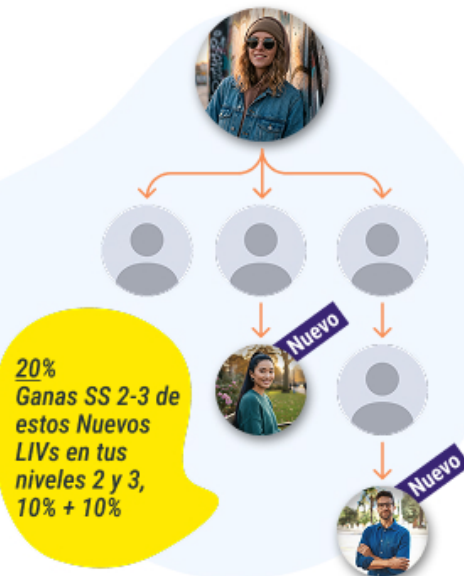 Nuevo
20%
Ganas SS 2-3 de
estos Nuevos
LIVs en tus
niveles 2 y 3,
10% + 10%
Nuevo